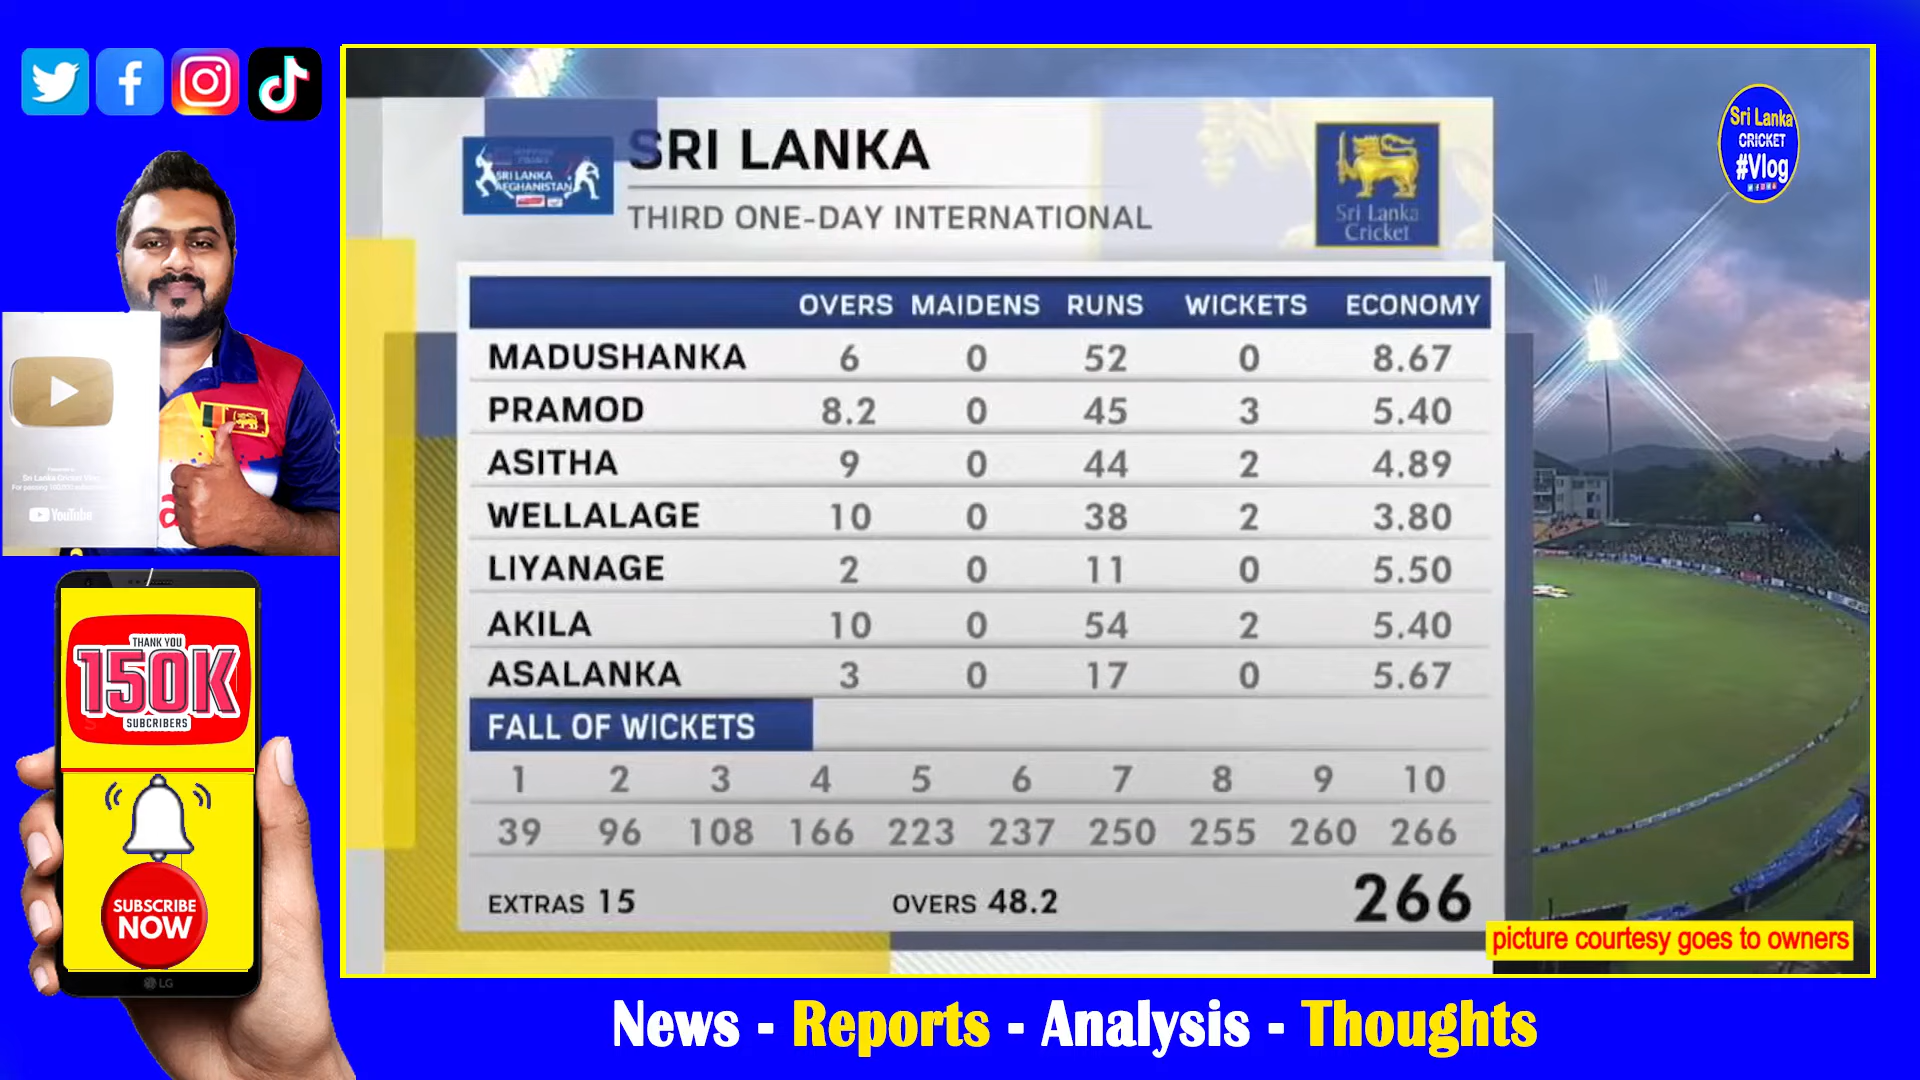 SRI LANKA
THIRD ONE-DAY INTERNATIONAL
SRI LANKA
AFGHANISTAN
Sri Lanka
Cricket
Sri Lanka
CRICKET
#Vlog
OVERS MAIDENS RUNS WICKETS ECONOMY
MADUSHANKA 6 0 52 0 8.67
PRAMOD 8.2 0 45 3 5.40
ASITHA 9 0 44 2 4.89
WELLALAGE 10 0 38 2 3.80
LIYANAGE 2 0 11 0 5.50
AKILA 10 0 54 2 5.40
ASALANKA 3 0 17 0 5.67
FALL OF WICKETS
1 2 3 4 5 6 7 8 9 10
39 96 108 166 223 237 250 255 260 266
EXTRAS 15 OVERS 48.2 266
picture courtesy goes to owners
Sri Lanka Cricket Vlog
YouTube
THANK YOU
150K
SUBCRIBERS
SUBSCRIBE
NOW
LG
News - Reports - Analysis - Thoughts